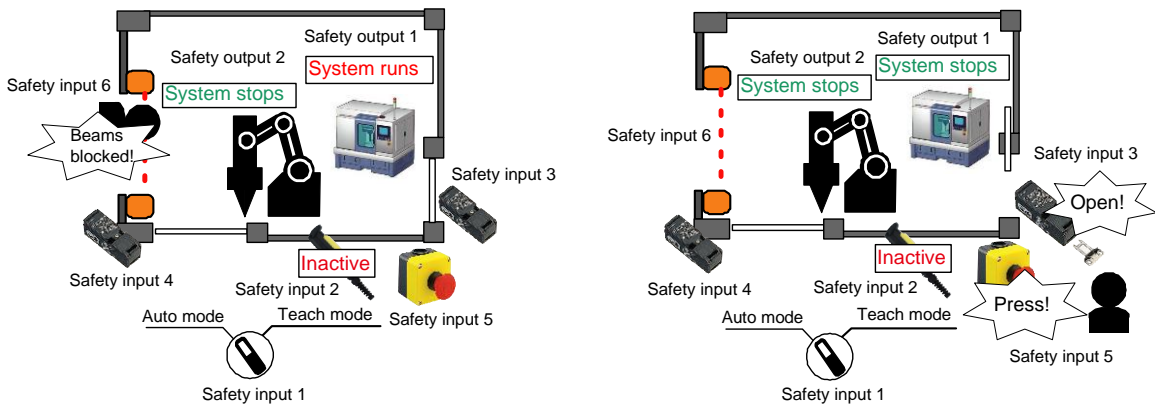 Safety output 1
Safety output 2
System runs
System stops
Safety input 6
Beams
blocked!
Safety input 3
Inactive
Safety input 4
Safety input 2
Auto mode
Teach mode
Safety input 5
Safety input 1
Safety output 1
Safety output 2
System stops
System stops
Safety input 6
Safety input 3
Open!
Inactive
Safety input 4
Safety input 2
Press!
Auto mode
Teach mode
Safety input 5
Safety input 1